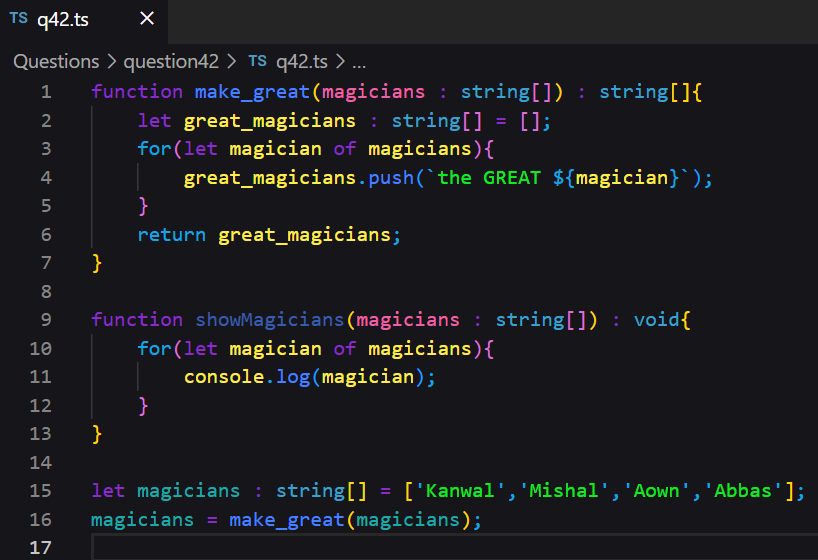 TS q42.ts ×
Questions > question42 > TS q42.ts > ...
1 function make_great(magicians : string[]) : string[]{
2     let great_magicians : string[] = [];
3     for(let magician of magicians){
4         great_magicians.push(`the GREAT ${magician}`);
5     }
6     return great_magicians;
7 }
8
9 function showMagicians(magicians : string[]) : void{
10     for(let magician of magicians){
11         console.log(magician);
12     }
13 }
14
15 let magicians : string[] = ['Kanwal','Mishal','Aown','Abbas'];
16 magicians = make_great(magicians);
17